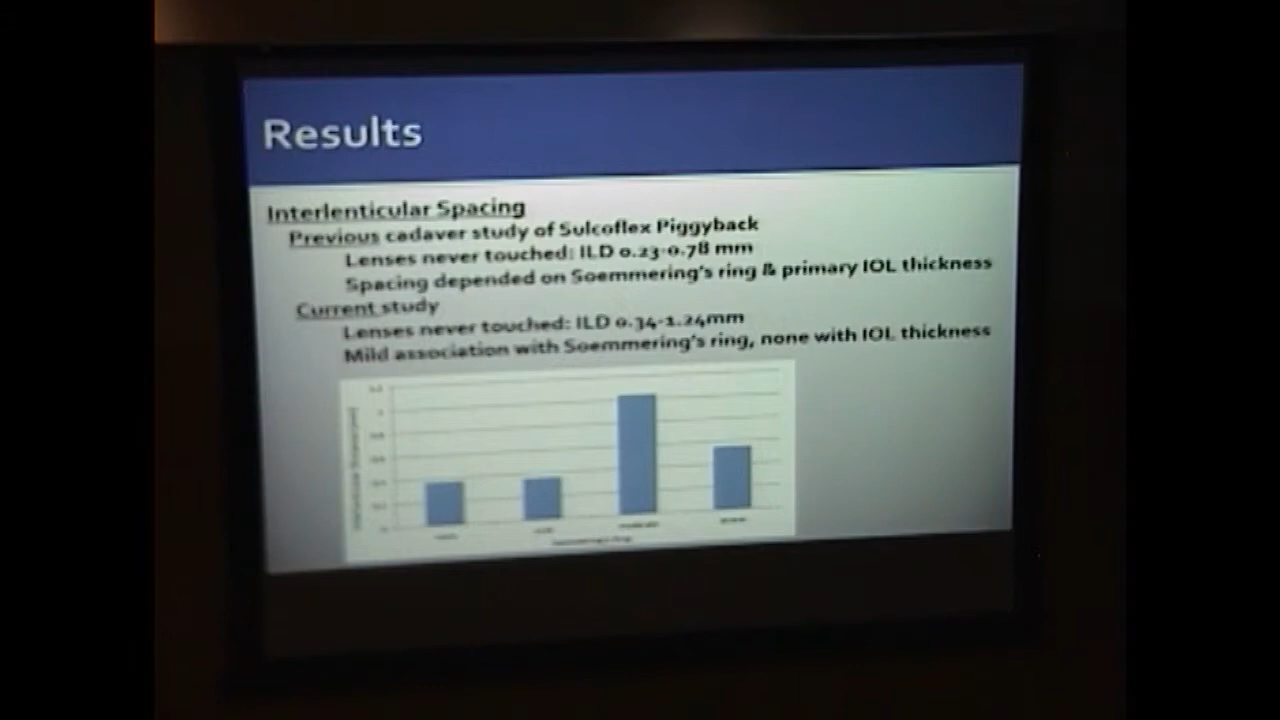 Results
Interlenticular Spacing
Previous cadaver study of Sulcoflex Piggyback
Lenses never touched: ILD 0.23-0.78 mm
Spacing depended on Soemmering's ring & primary IOL thickness
Current study
Lenses never touched: ILD 0.34-1.24mm
Mild association with Soemmering's ring, none with IOL thickness